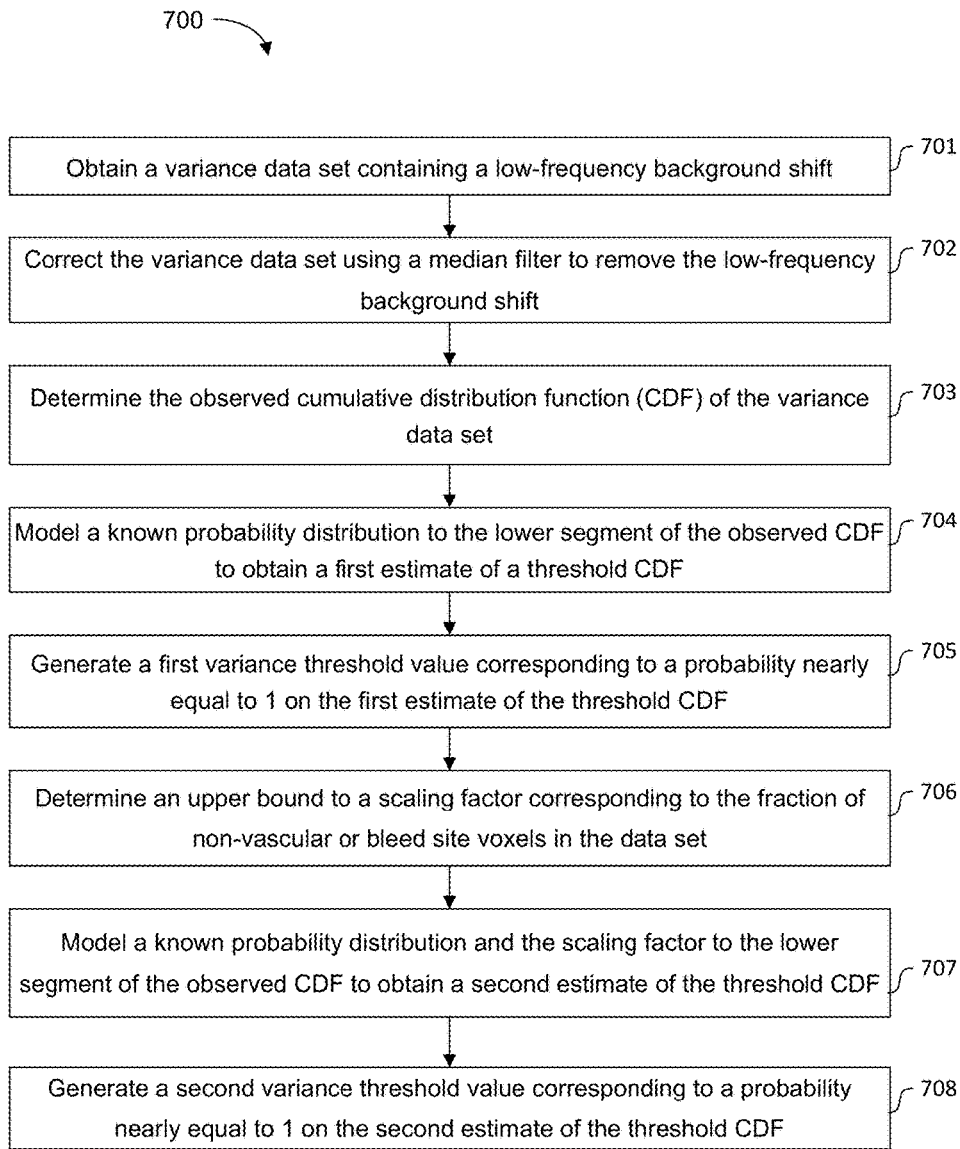 700
Obtain a variance data set containing a low-frequency background shift
701
Correct the variance data set using a median filter to remove the low-frequency
background shift
702
Determine the observed cumulative distribution function (CDF) of the variance
data set
703
Model a known probability distribution to the lower segment of the observed CDF
to obtain a first estimate of a threshold CDF
704
Generate a first variance threshold value corresponding to a probability nearly
equal to 1 on the first estimate of the threshold CDF
705
Determine an upper bound to a scaling factor corresponding to the fraction of
non-vascular or bleed site voxels in the data set
706
Model a known probability distribution and the scaling factor to the lower
segment of the observed CDF to obtain a second estimate of the threshold CDF
707
Generate a second variance threshold value corresponding to a probability
nearly equal to 1 on the second estimate of the threshold CDF
708